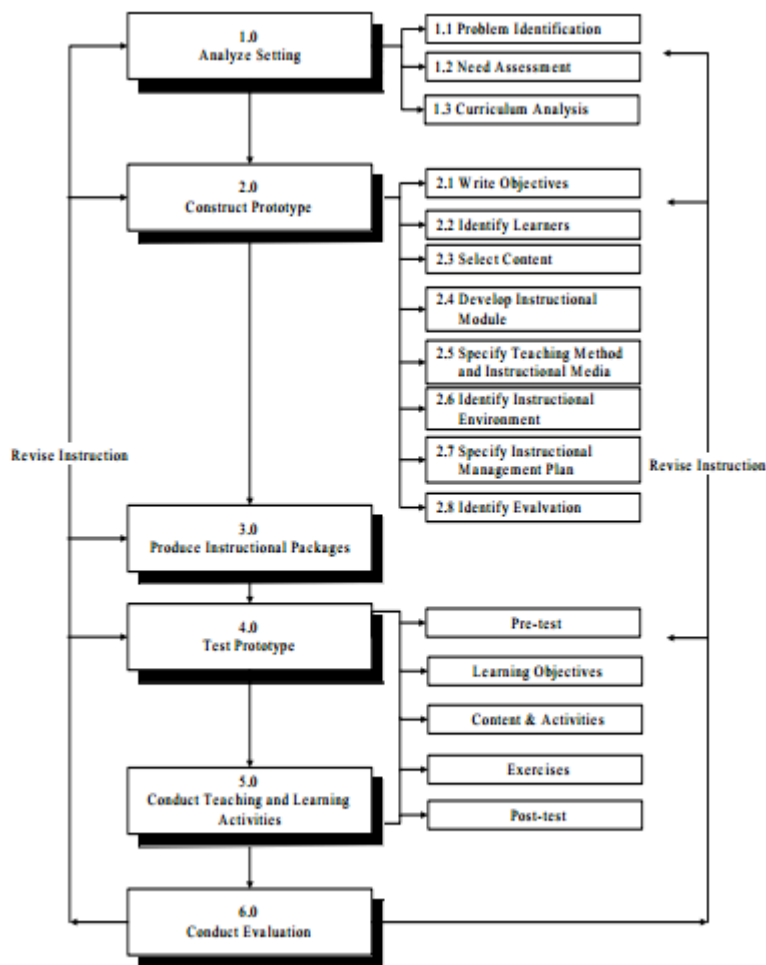 1.0
Analyze Setting
1.1 Problem Identification
1.2 Need Assessment
1.3 Curriculum Analysis
2.0
Construct Prototype
2.1 Write Objectives
2.2 Identify Learners
2.3 Select Content
2.4 Develop Instructional
Module
2.5 Specify Teaching Method
and Instructional Media
2.6 Identify Instructional
Environment
2.7 Specify Instructional
Management Plan
2.8 Identify Evalvation
Revise Instruction
Revise Instruction
3.0
Produce Instructional Packages
4.0
Test Prototype
Pre-test
Learning Objectives
Content & Activities
Exercises
Post-test
5.0
Conduct Teaching and Learning
Activities
6.0
Conduct Evaluation